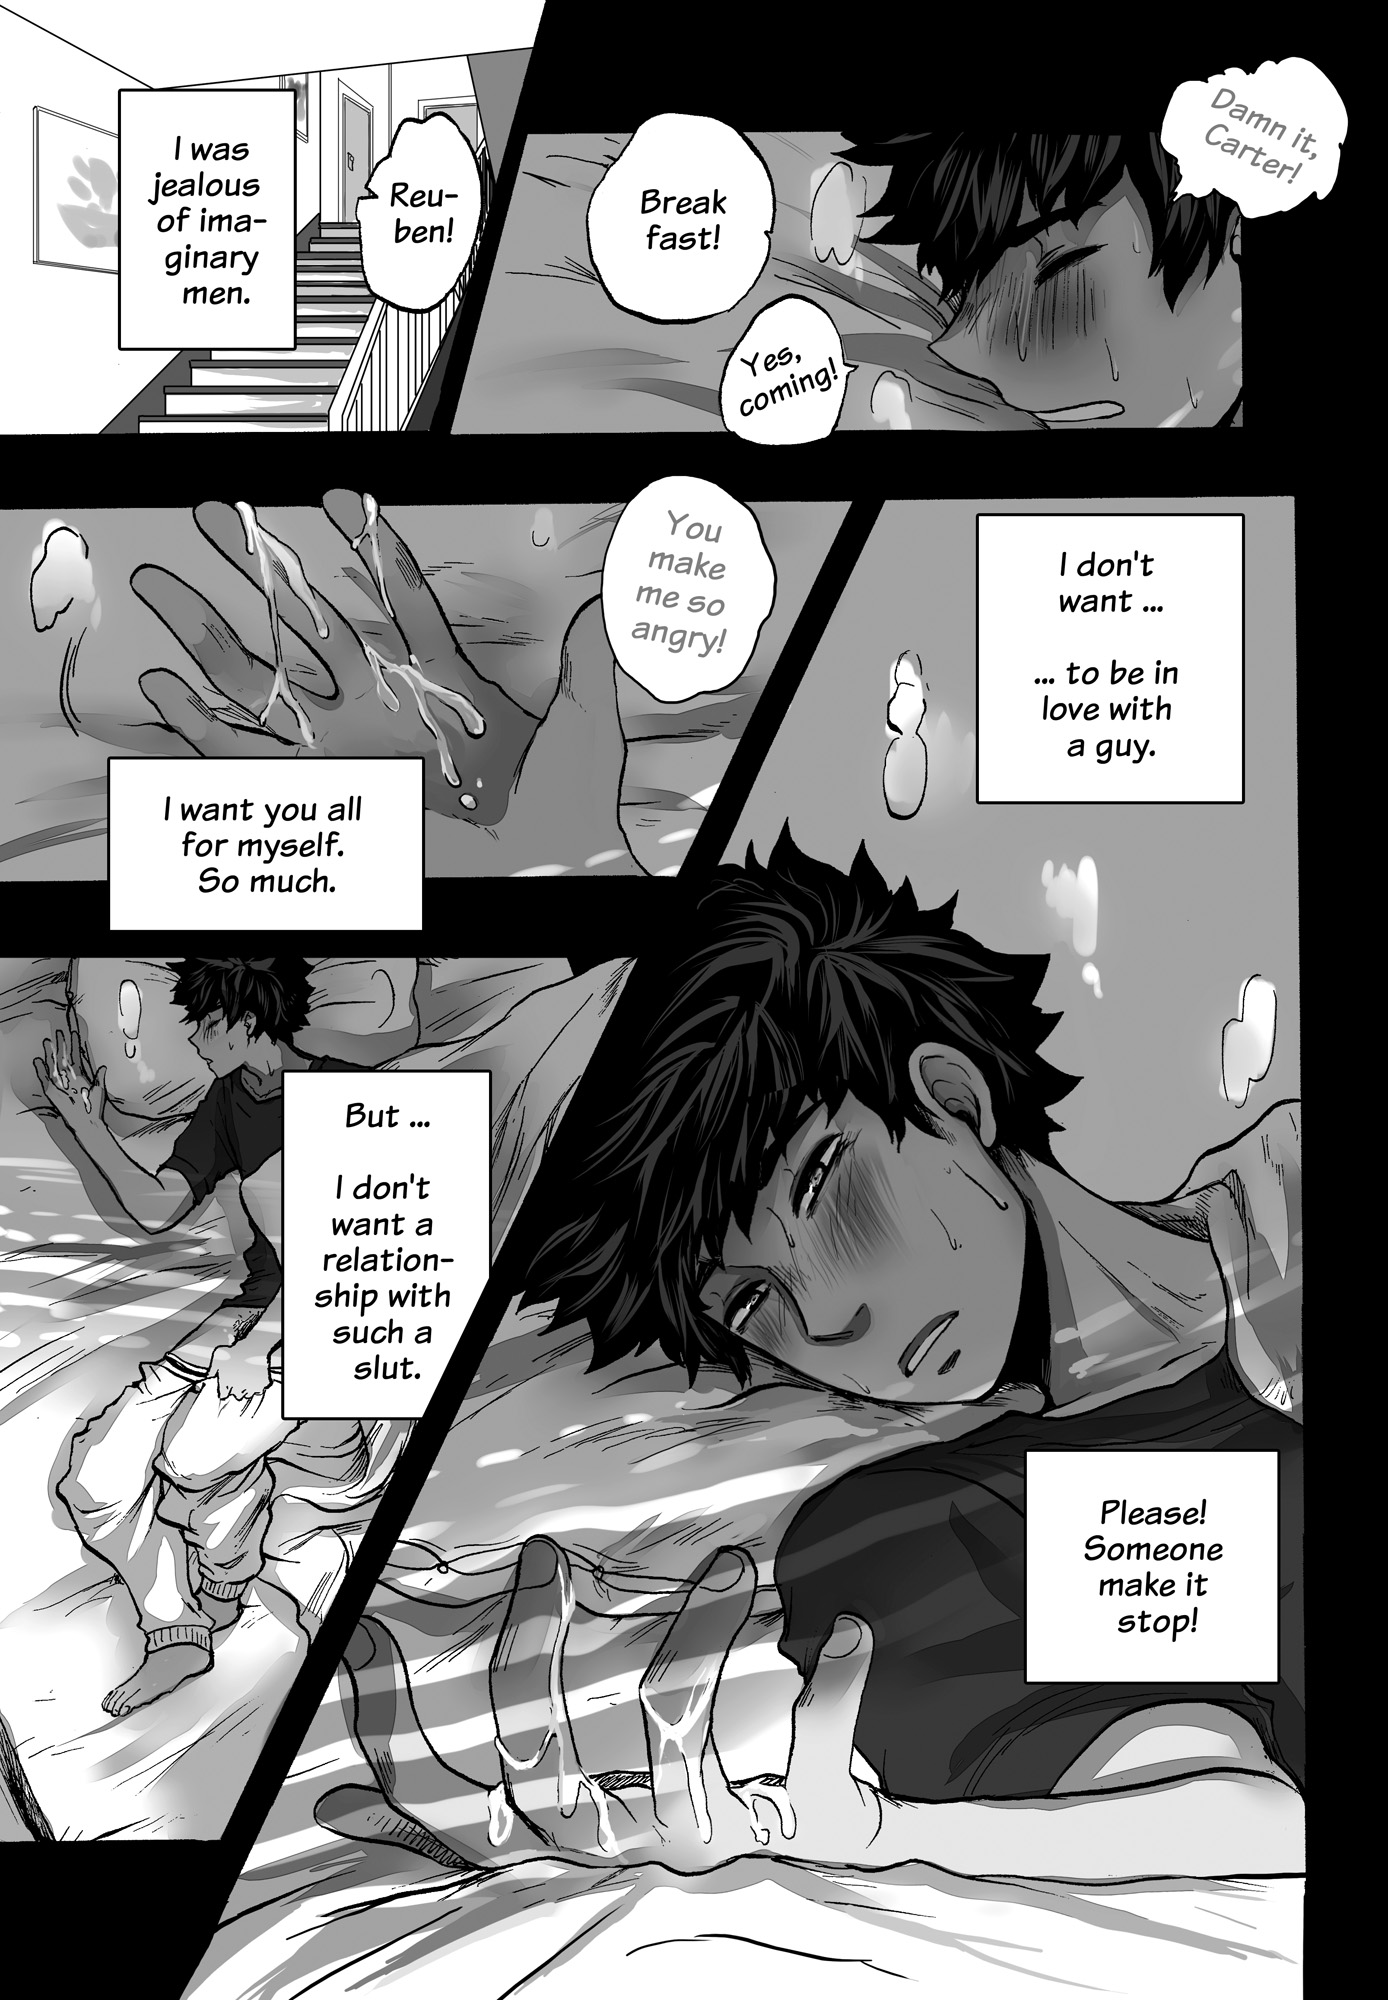 I was
jealous
of ima-
ginary
men.
Reu-
ben!
Break
fast!
Yes,
coming!
Damn it,
Carter!
You
make
me so
angry!
I want you all
for myself.
So much.
I don't
want ...
... to be in
love with
a guy.
But ...
I don't
want a
relation-
ship with
such a
slut.
Please!
Someone
make it
stop!